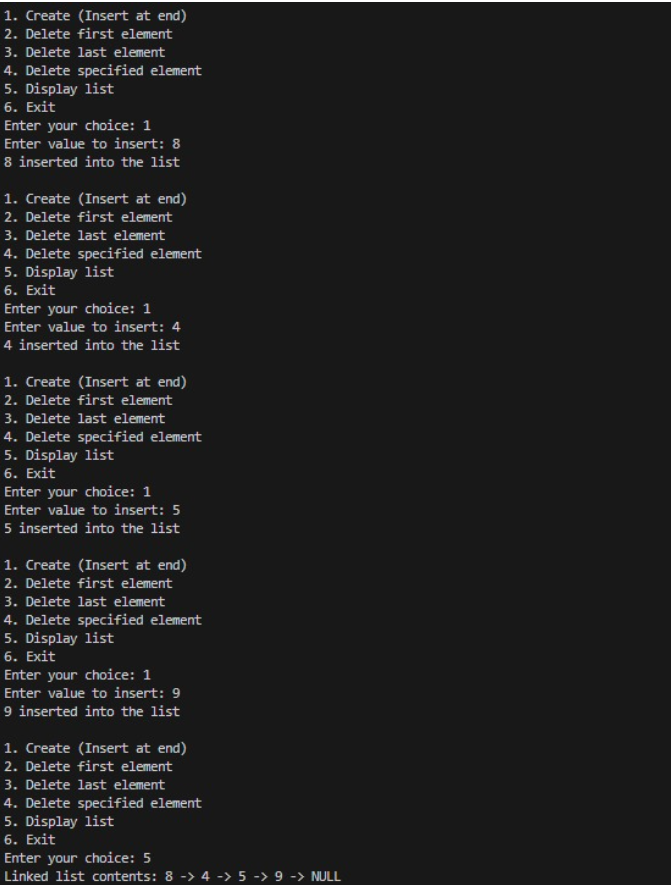 1. Create (Insert at end)
2. Delete first element
3. Delete last element
4. Delete specified element
5. Display list
6. Exit
Enter your choice: 1
Enter value to insert: 8
8 inserted into the list

1. Create (Insert at end)
2. Delete first element
3. Delete last element
4. Delete specified element
5. Display list
6. Exit
Enter your choice: 1
Enter value to insert: 4
4 inserted into the list

1. Create (Insert at end)
2. Delete first element
3. Delete last element
4. Delete specified element
5. Display list
6. Exit
Enter your choice: 1
Enter value to insert: 5
5 inserted into the list

1. Create (Insert at end)
2. Delete first element
3. Delete last element
4. Delete specified element
5. Display list
6. Exit
Enter your choice: 1
Enter value to insert: 9
9 inserted into the list

1. Create (Insert at end)
2. Delete first element
3. Delete last element
4. Delete specified element
5. Display list
6. Exit
Enter your choice: 5
Linked list contents: 8 -> 4 -> 5 -> 9 -> NULL